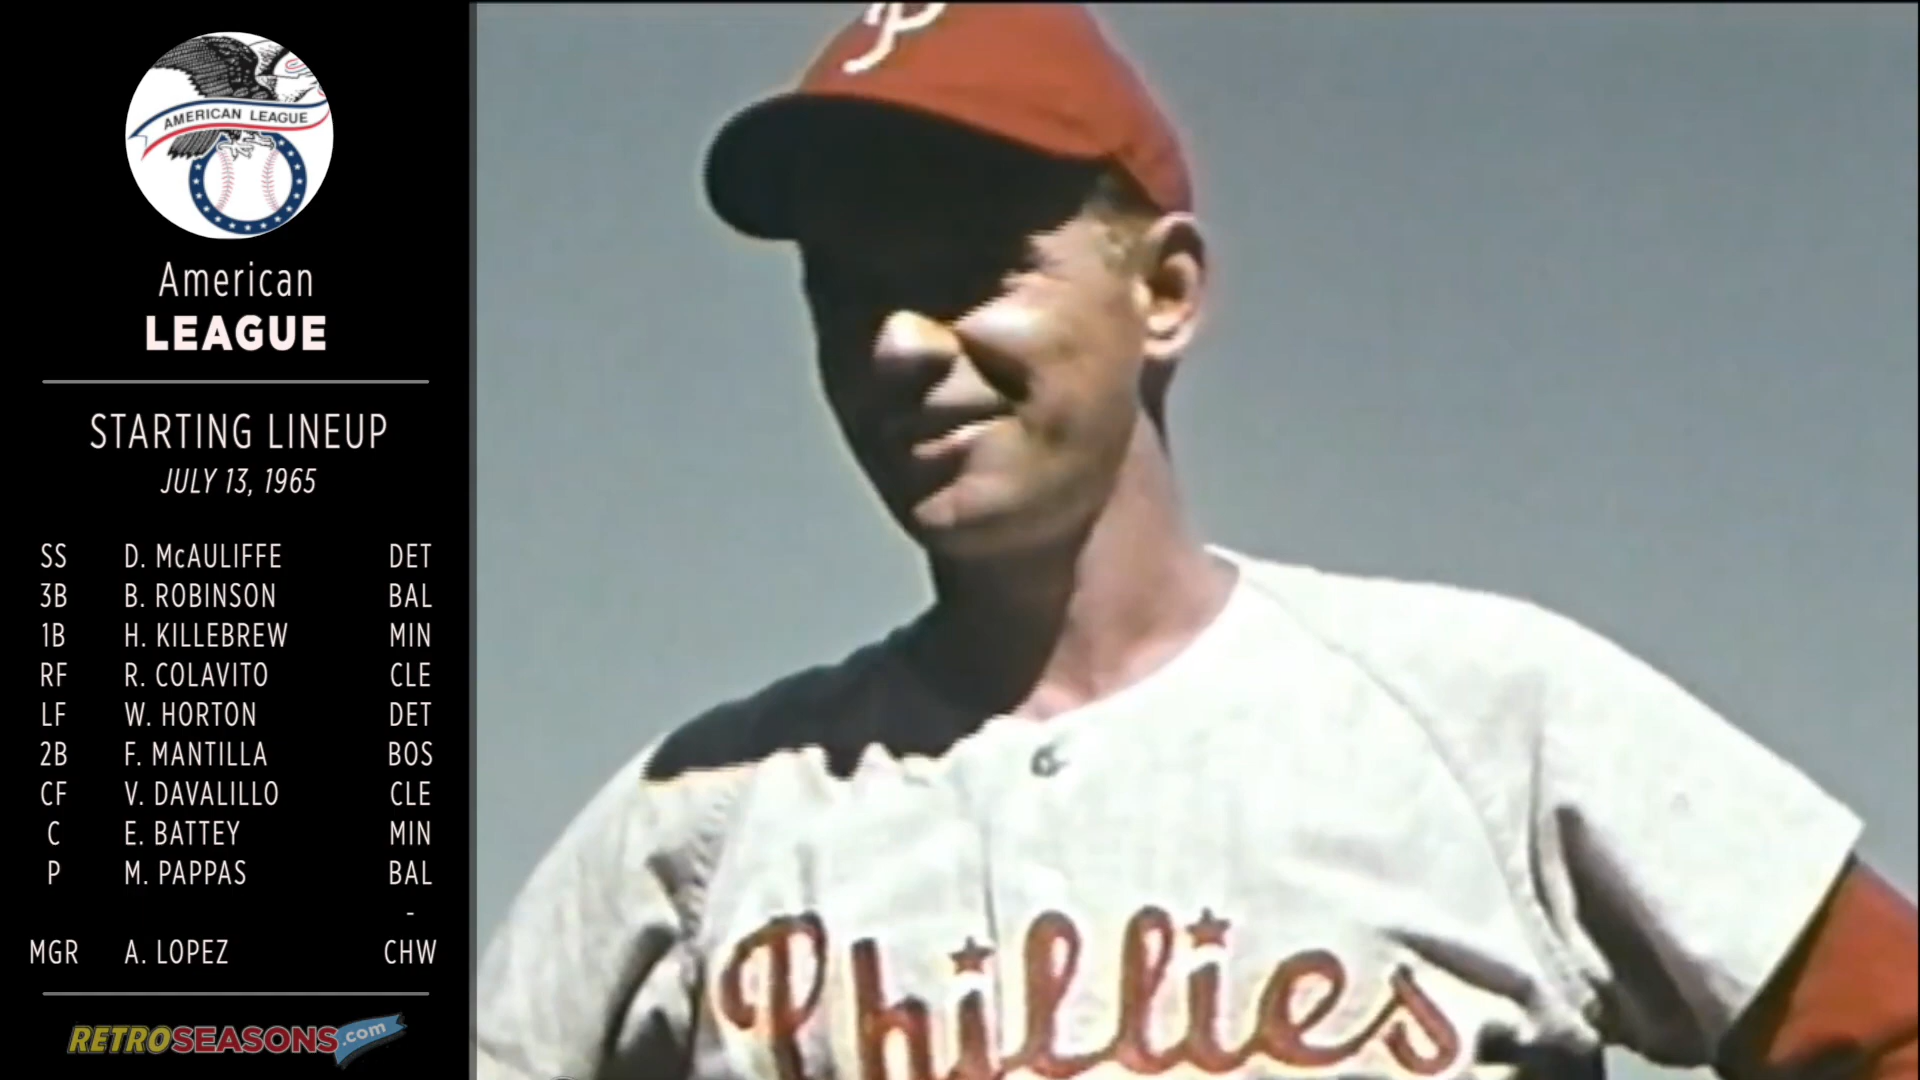 AMERICAN LEAGUE
American
LEAGUE
STARTING LINEUP
JULY 13, 1965
SS D. McAULIFFE DET
3B B. ROBINSON BAL
1B H. KILLEBREW MIN
RF R. COLAVITO CLE
LF W. HORTON DET
2B F. MANTILLA BOS
CF V. DAVALILLO CLE
C E. BATTEY MIN
P M. PAPPAS BAL
-
MGR A. LOPEZ CHW
RETROSEASONS.com
P
Phillies